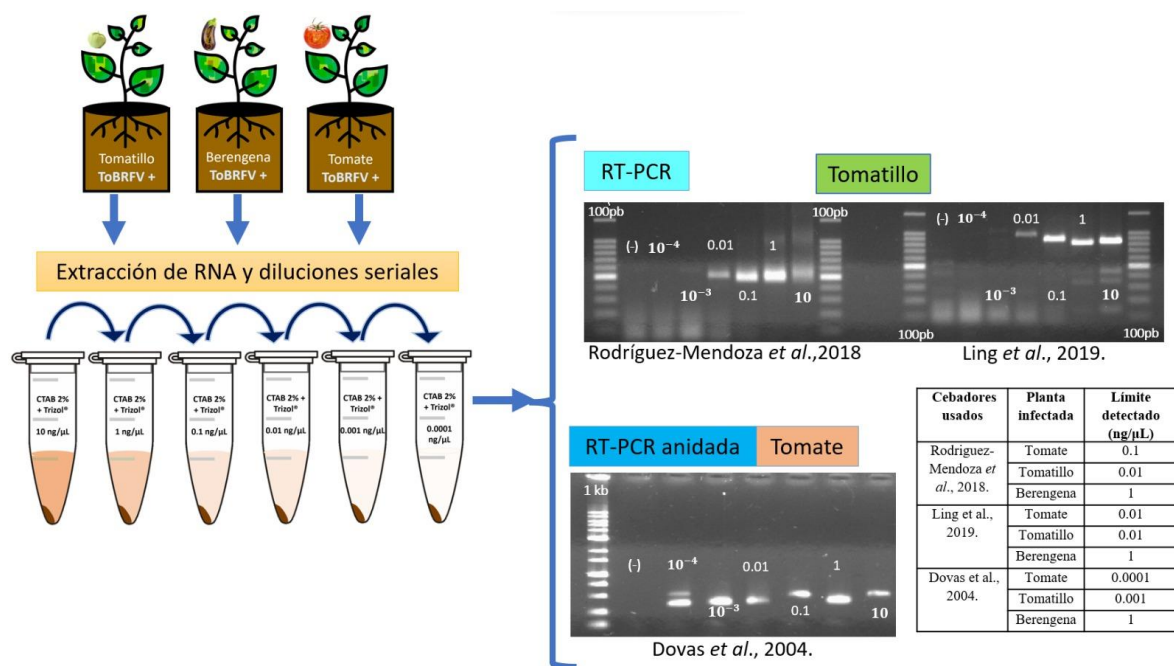 Tomatillo
ToBRFV +
Berengena
ToBRFV +
Tomate
ToBRFV +
Extracción de RNA y diluciones seriales
CTAB 2%
+ Trizol®
10 ng/µL
CTAB 2%
+ Trizol®
1 ng/µL
CTAB 2%
+ Trizol®
0.1 ng/µL
CTAB 2% +
Trizol®
0.01 ng/µL
CTAB 2% +
Trizol®
0.001 ng/µL
CTAB 2%
+ Trizol®
0.0001
ng/µL
RT-PCR
Tomatillo
100pb
(-) 10⁻⁴
0.01
1
100pb
10⁻³
0.1
10
Rodríguez-Mendoza et al.,2018
(-) 10⁻⁴
0.01
1
10⁻³
0.1
10
100pb
100pb
Ling et al., 2019.
RT-PCR anidada
Tomate
1 kb
(-)
10⁻⁴
0.01
1
10⁻³
0.1
10
Dovas et al., 2004.
Cebadores
usados
Planta
infectada
Límite
detectado
(ng/µL)
Rodriguez-
Mendoza et
al., 2018.
Tomate
0.1
Tomatillo
0.01
Berengena
1
Ling et al.,
2019.
Tomate
0.01
Tomatillo
0.01
Berengena
1
Dovas et al.,
2004.
Tomate
0.0001
Tomatillo
0.001
Berengena
1